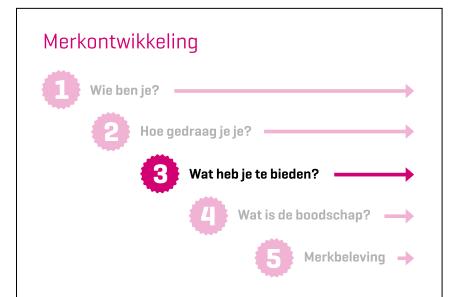 Merkontwikkeling
1 Wie ben je?
2 Hoe gedraag je je?
3 Wat heb je te bieden?
4 Wat is de boodschap?
5 Merkbeleving